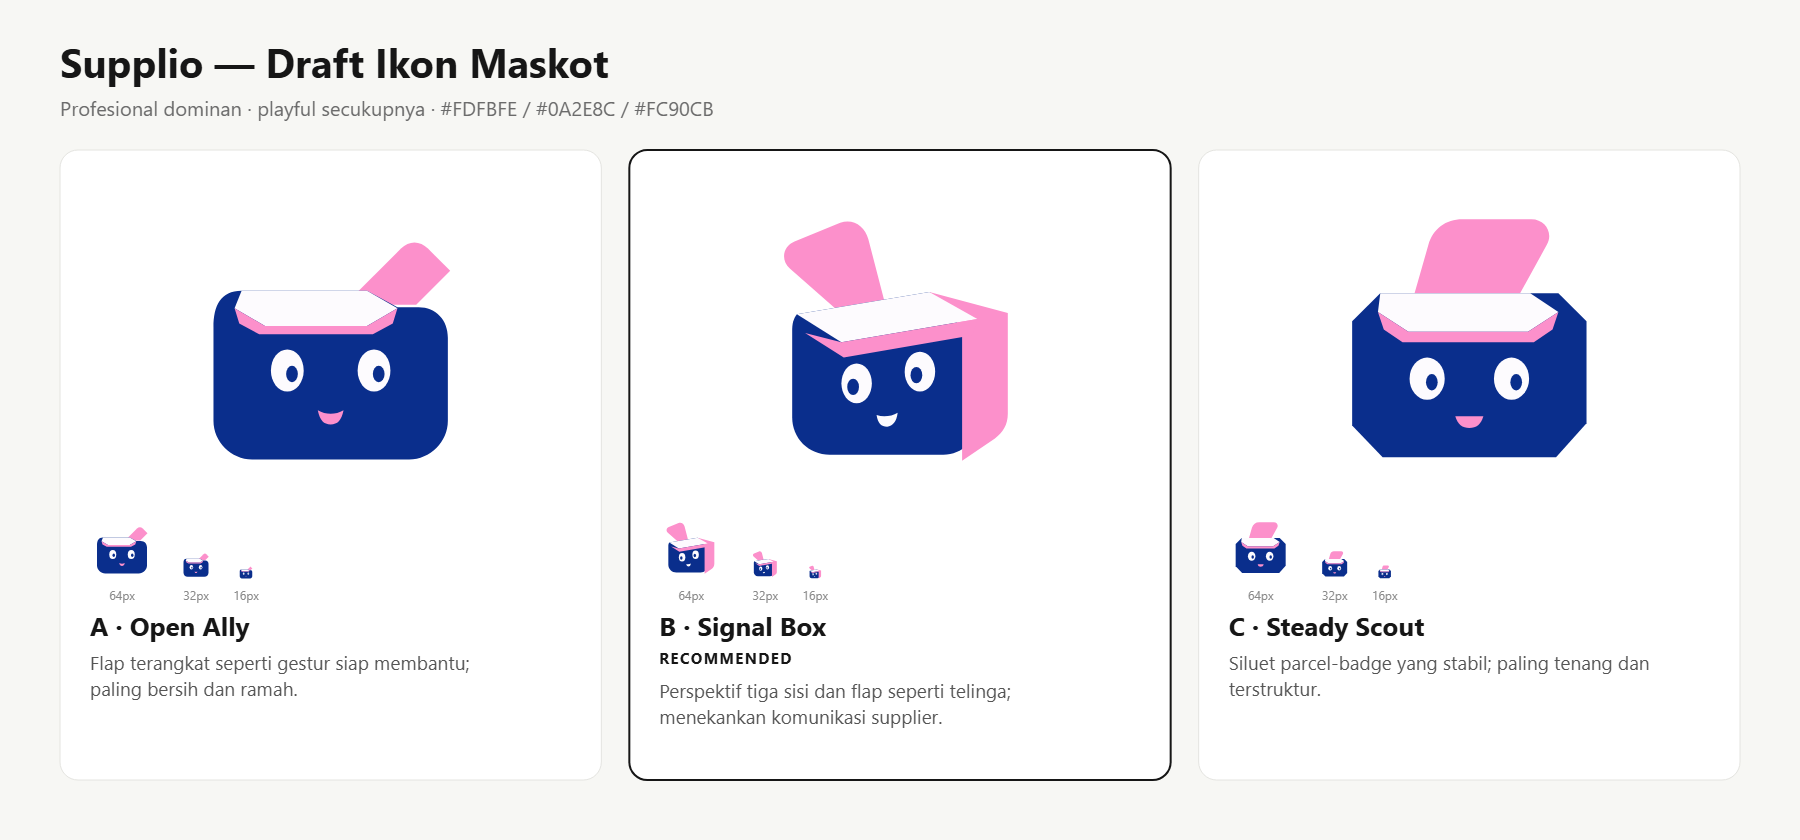 Supplio — Draft Ikon Maskot
Profesional dominan · playful secukupnya · #FDFBFE / #0A2E8C / #FC90CB
64px 32px 16px
A · Open Ally
Flap terangkat seperti gestur siap membantu;
paling bersih dan ramah.
64px 32px 16px
B · Signal Box
RECOMMENDED
Perspektif tiga sisi dan flap seperti telinga;
menekankan komunikasi supplier.
64px 32px 16px
C · Steady Scout
Siluet parcel-badge yang stabil; paling tenang dan
terstruktur.